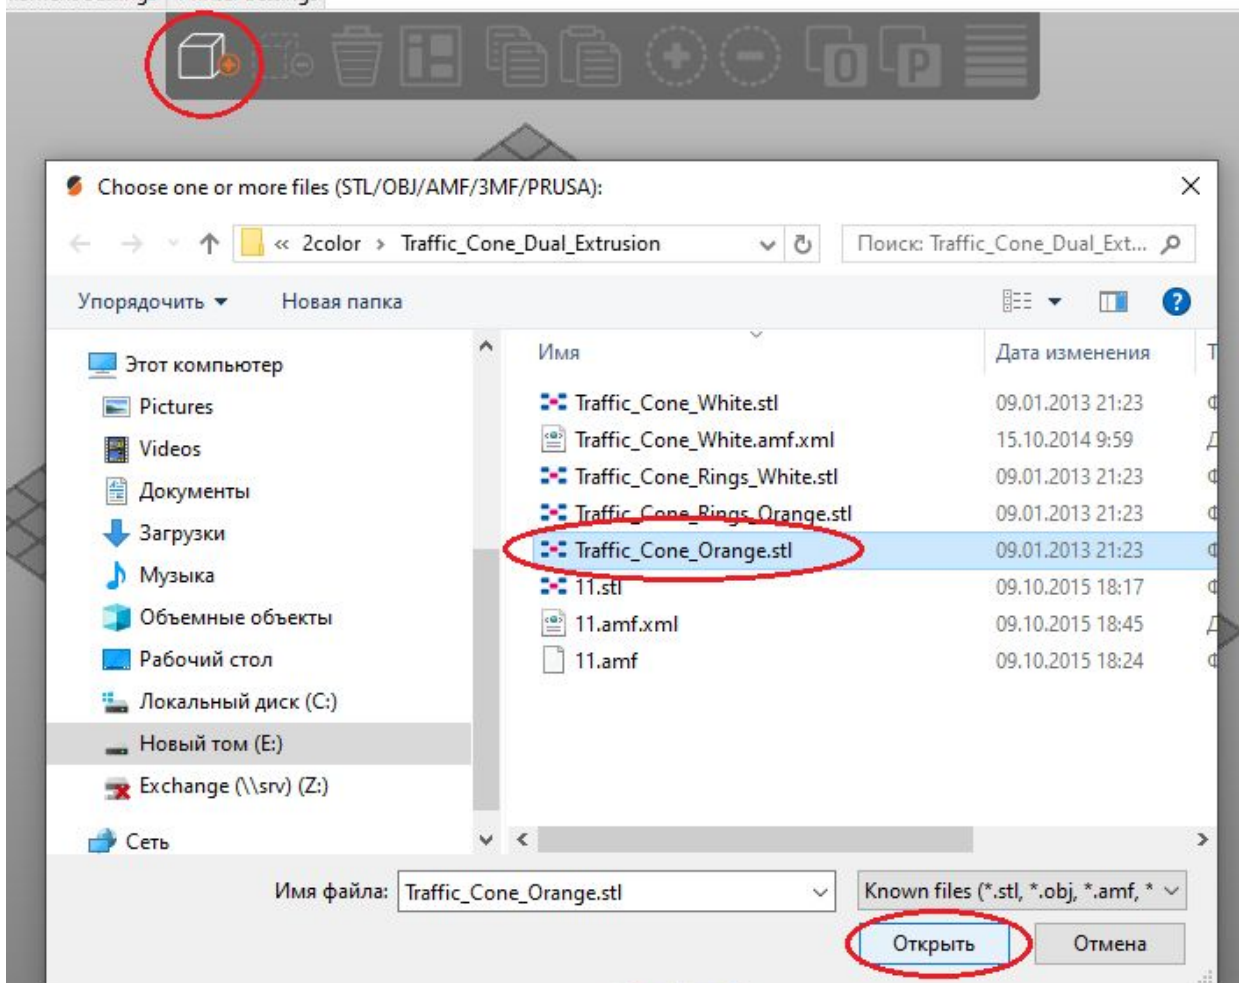 Choose one or more files (STL/OBJ/AMF/3MF/PRUSA):
« 2color › Traffic_Cone_Dual_Extrusion
Поиск: Traffic_Cone_Dual_Ext...
Упорядочить
Новая папка
Этот компьютер
Pictures
Videos
Документы
Загрузки
Музыка
Объемные объекты
Рабочий стол
Локальный диск (C:)
Новый том (E:)
Exchange (\\srv) (Z:)
Сеть
Имя Дата изменения Т
Traffic_Cone_White.stl 09.01.2013 21:23
Traffic_Cone_White.amf.xml 15.10.2014 9:59
Traffic_Cone_Rings_White.stl 09.01.2013 21:23
Traffic_Cone_Rings_Orange.stl 09.01.2013 21:23
Traffic_Cone_Orange.stl 09.01.2013 21:23
11.stl 09.10.2015 18:17
11.amf.xml 09.10.2015 18:45
11.amf 09.10.2015 18:24
Имя файла: Traffic_Cone_Orange.stl
Known files (*.stl, *.obj, *.amf, *
Открыть
Отмена